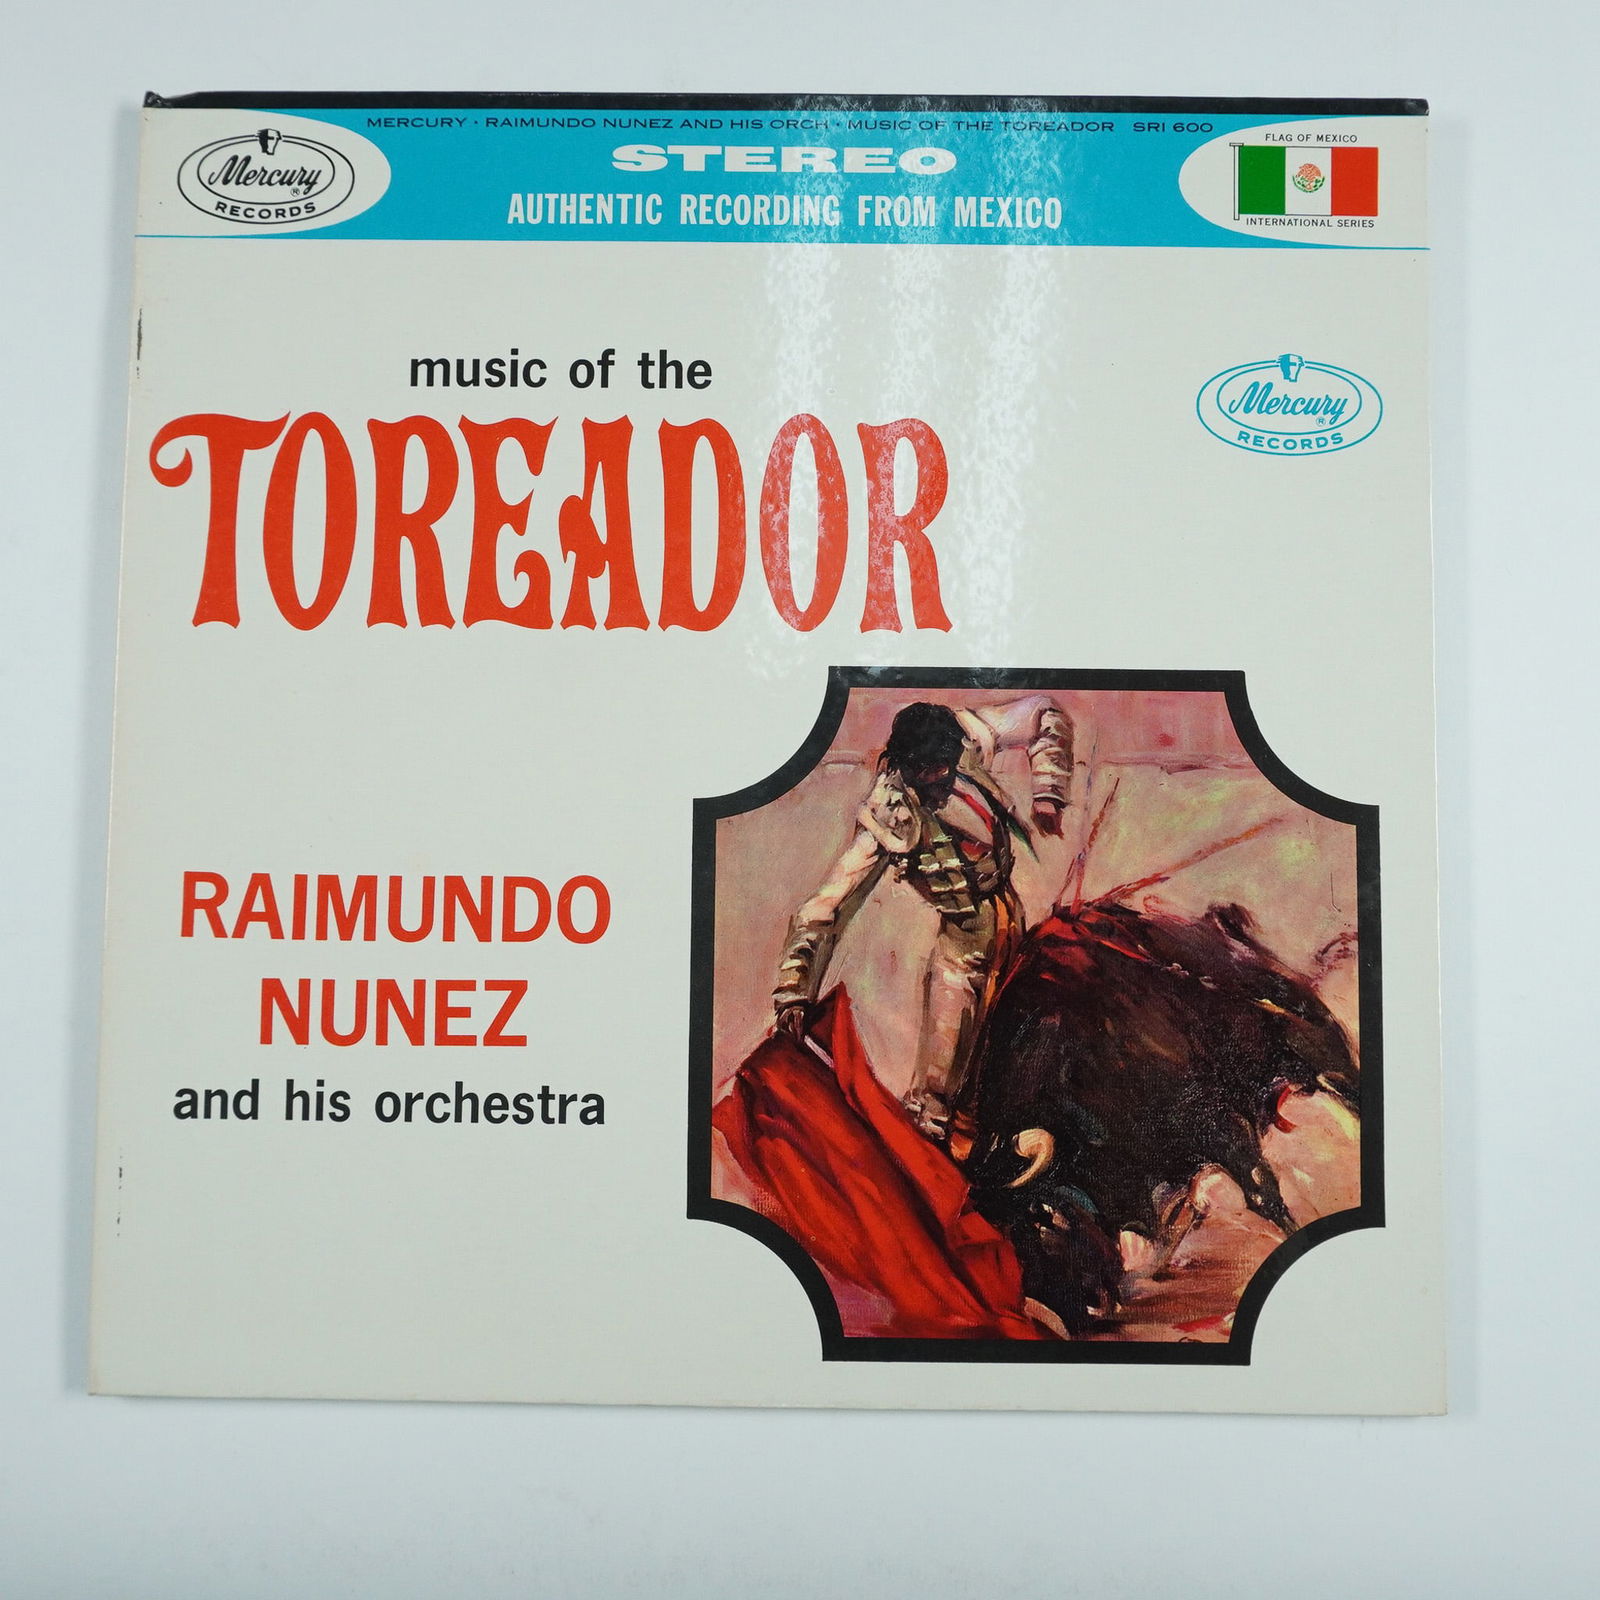 MERCURY · RAIMUNDO NUNEZ AND HIS ORCH · MUSIC OF THE TOREADOR SRI 600
Mercury ®
RECORDS
STEREO
AUTHENTIC RECORDING FROM MEXICO
FLAG OF MEXICO
INTERNATIONAL SERIES
music of the
TOREADOR
Mercury ®
RECORDS
RAIMUNDO
NUNEZ
and his orchestra